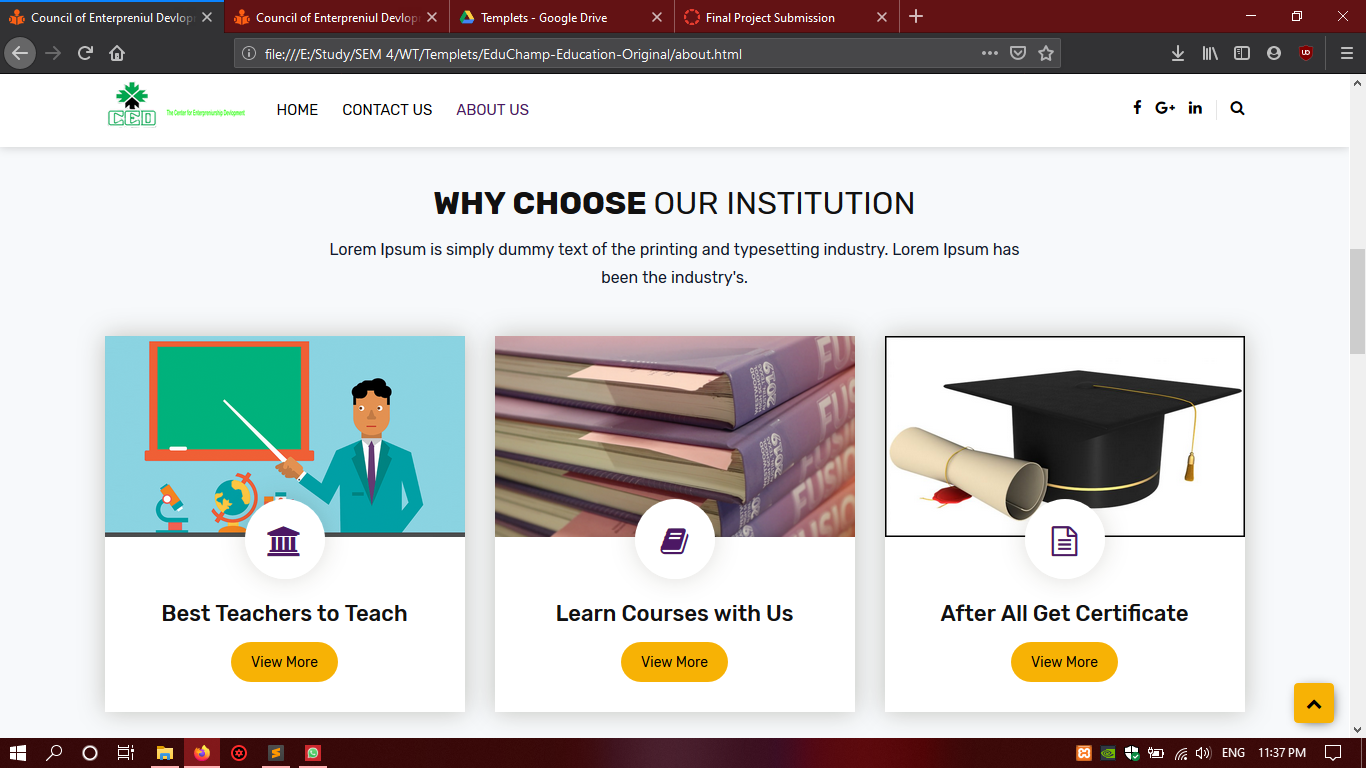 Council of Enterpreniul Devlop
Council of Enterpreniul Devlop
Templets - Google Drive
Final Project Submission
file:///E:/Study/SEM 4/WT/Templets/EduChamp-Education-Original/about.html
CED
The Center for Enterpreniurship Devlopment
HOME
CONTACT US
ABOUT US
WHY CHOOSE OUR INSTITUTION
Lorem Ipsum is simply dummy text of the printing and typesetting industry. Lorem Ipsum has
been the industry's.
FUSION
Best Teachers to Teach
Learn Courses with Us
After All Get Certificate
View More
View More
View More
ENG
11:37 PM